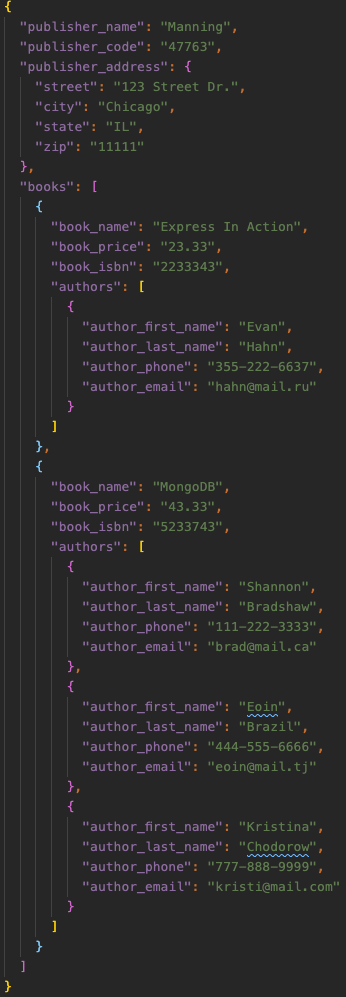 {
  "publisher_name": "Manning",
  "publisher_code": "47763",
  "publisher_address": {
    "street": "123 Street Dr.",
    "city": "Chicago",
    "state": "IL",
    "zip": "11111"
  },
  "books": [
    {
      "book_name": "Express In Action",
      "book_price": "23.33",
      "book_isbn": "2233343",
      "authors": [
        {
          "author_first_name": "Evan",
          "author_last_name": "Hahn",
          "author_phone": "355-222-6637",
          "author_email": "hahn@mail.ru"
        }
      ]
    },
    {
      "book_name": "MongoDB",
      "book_price": "43.33",
      "book_isbn": "5233743",
      "authors": [
        {
          "author_first_name": "Shannon",
          "author_last_name": "Bradshaw",
          "author_phone": "111-222-3333",
          "author_email": "brad@mail.ca"
        },
        {
          "author_first_name": "Eoin",
          "author_last_name": "Brazil",
          "author_phone": "444-555-6666",
          "author_email": "eoin@mail.tj"
        },
        {
          "author_first_name": "Kristina",
          "author_last_name": "Chodorow",
          "author_phone": "777-888-9999",
          "author_email": "kristi@mail.com"
        }
      ]
    }
  ]
}